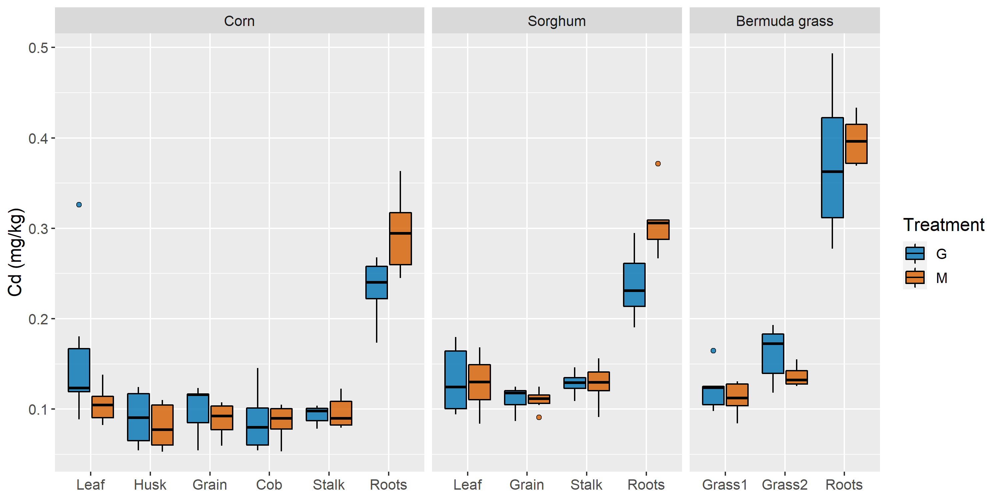 Corn
Sorghum
Bermuda grass
0.5
0.4
0.3
0.2
0.1
Cd (mg/kg)
Leaf Husk Grain Cob Stalk Roots
Leaf Grain Stalk Roots
Grass1 Grass2 Roots
Treatment
G
M